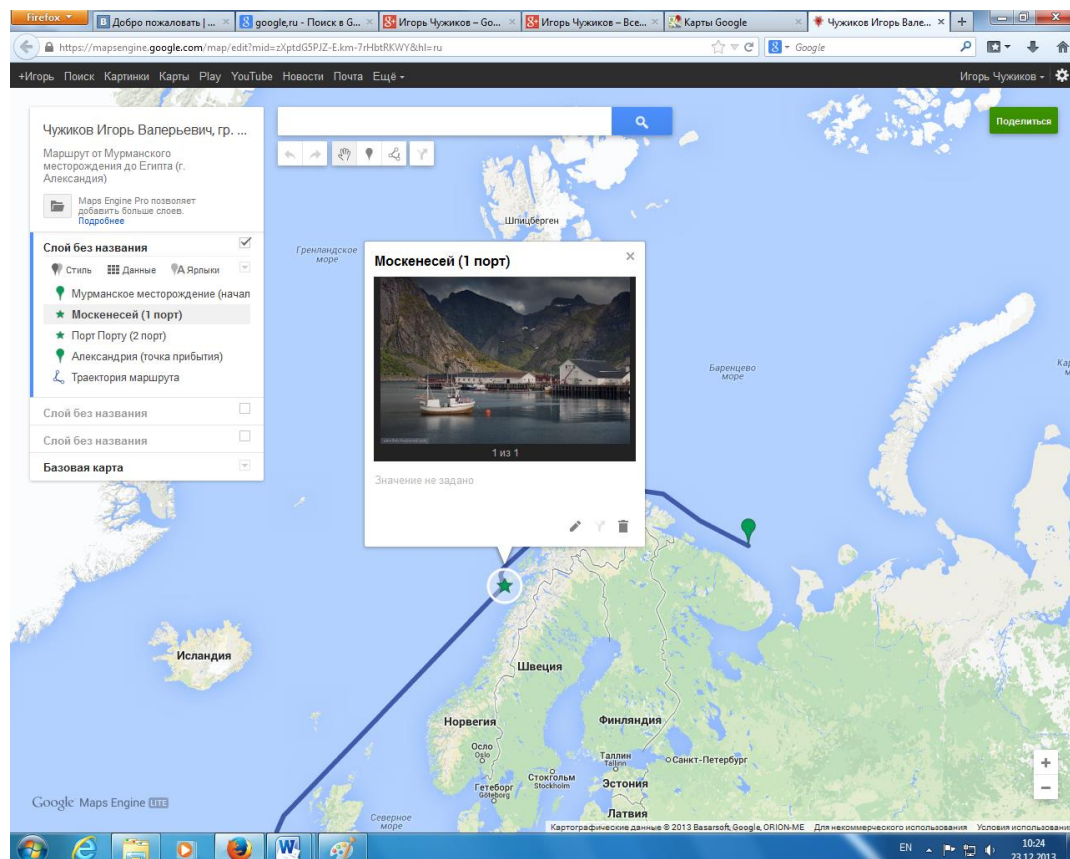 Firefox
Добро пожаловать | ...
google,ru - Поиск в G...
Игорь Чужиков – Go...
Игорь Чужиков – Все...
Карты Google
Чужиков Игорь Вале...
https://mapsengine.google.com/map/edit?mid=zXptdG5PJZ-E.km-7rHbtRKWY&hl=ru
Google
+Игорь Поиск Картинки Карты Play YouTube Новости Почта Ещё
Игорь Чужиков
Чужиков Игорь Валерьевич, гр. ...
Маршрут от Мурманского
месторождения до Египта (г.
Александия)
Maps Engine Pro позволяет
добавить больше слоев.
Подробнее
Слой без названия
Стиль Данные Ярлыки
Мурманское месторождение (начал
Москенесей (1 порт)
Порт Порту (2 порт)
Александрия (точка прибытия)
Траектория маршрута
Слой без названия
Слой без названия
Базовая карта
Поделиться
Шпицберген
Гренландское
море
Москенесей (1 порт)
1 из 1
Значение не задано
Баренцево
море
Исландия
Швеция
Норвегия
Финляндия
Осло
Oslo
Таллин
Tallinn
Санкт-Петербург
Стокгольм
Stockholm
Гетеборг
Göteborg
Эстония
Латвия
Северное
море
Google Maps Engine LITE
Картографические данные © 2013 Basarsoft, Google, ORION-ME Для некоммерческого использования Условия использован
EN
10:24
23.12.2013